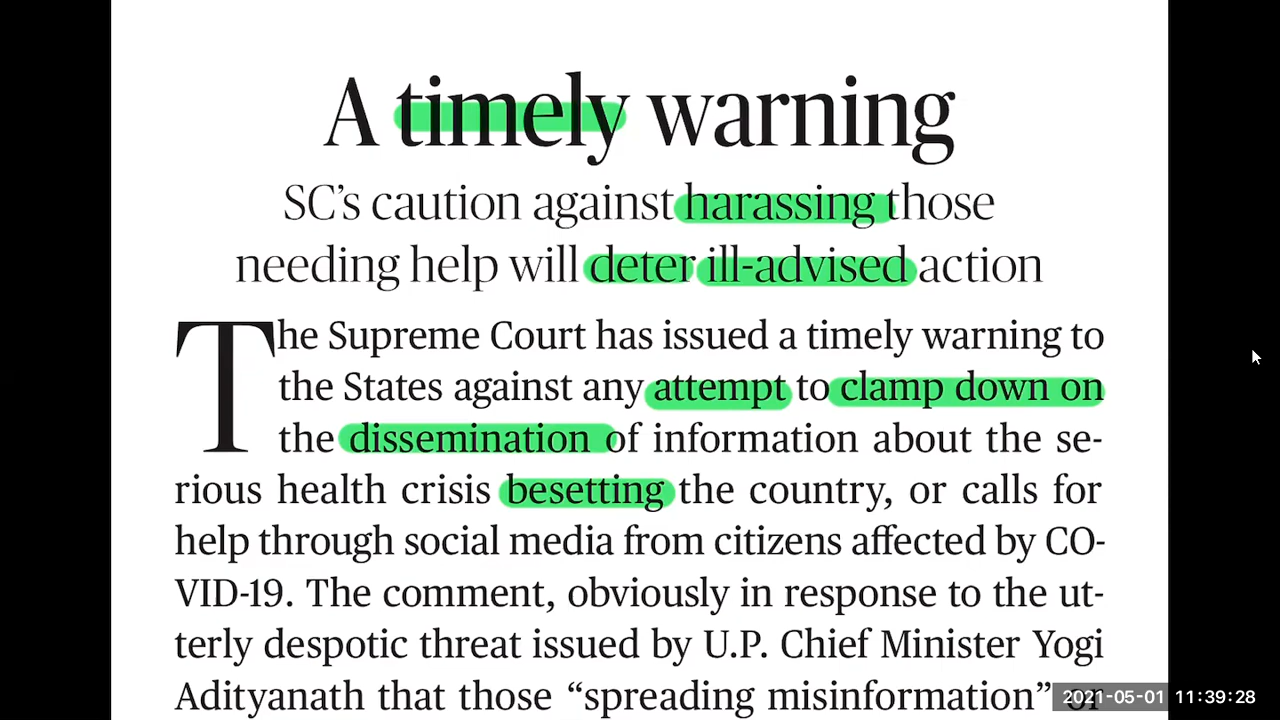 A timely warning
SC’s caution against harassing those
needing help will deter ill-advised action
The Supreme Court has issued a timely warning to
the States against any attempt to clamp down on
the dissemination of information about the se-
rious health crisis besetting the country, or calls for
help through social media from citizens affected by CO-
VID-19. The comment, obviously in response to the ut-
terly despotic threat issued by U.P. Chief Minister Yogi
Adityanath that those “spreading misinformation” or
2021-05-01 11:39:28